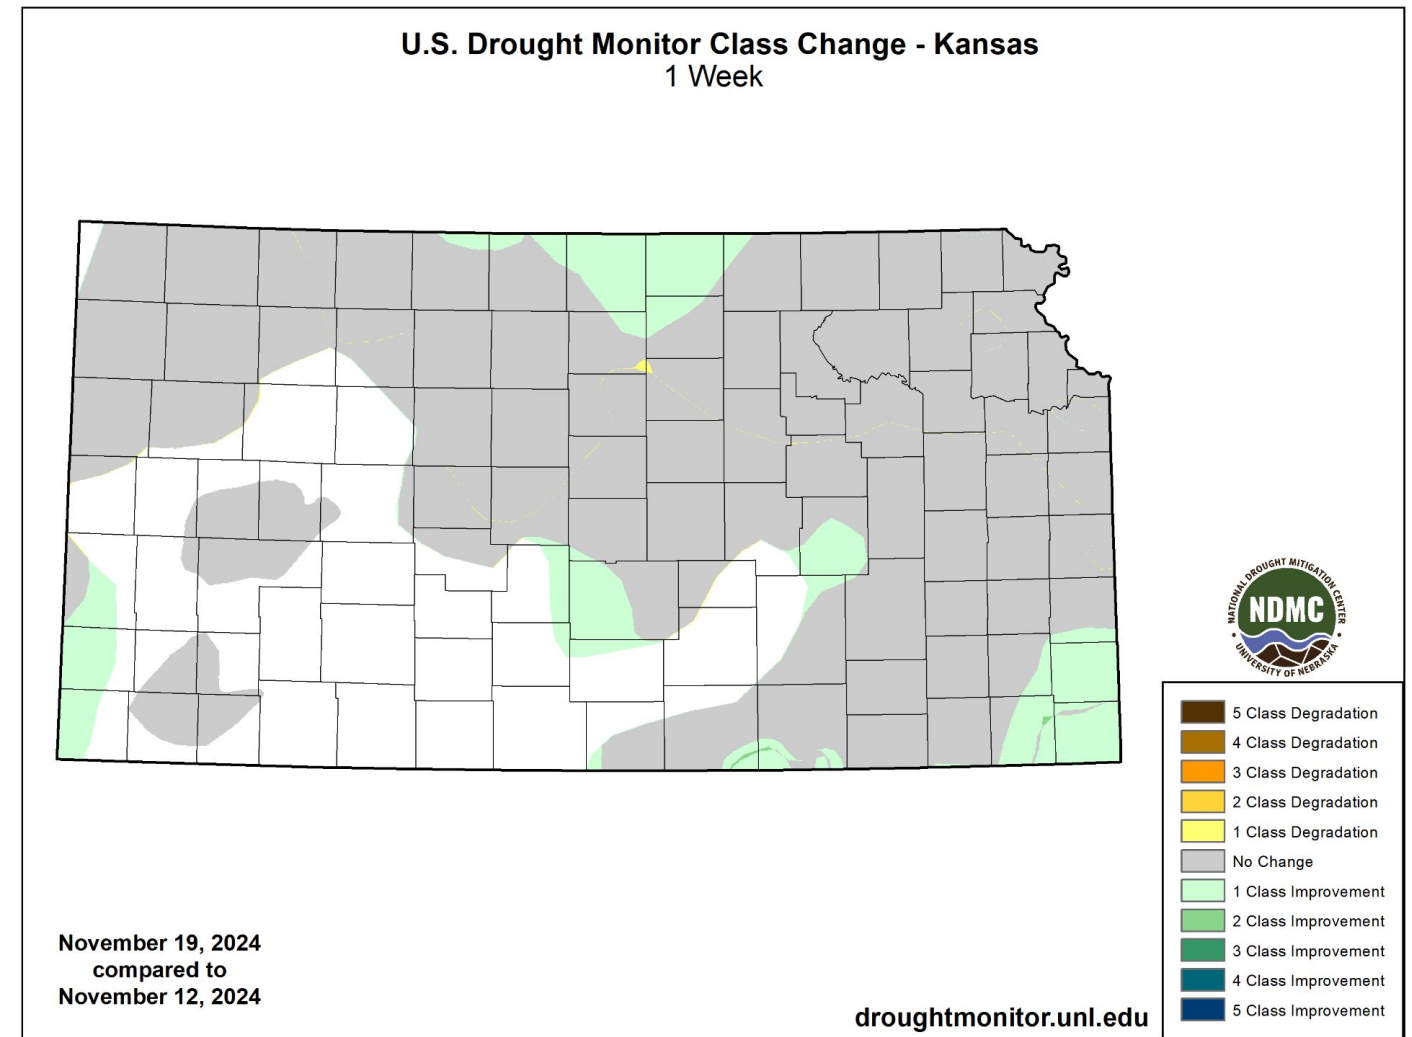 U.S. Drought Monitor Class Change - Kansas
1 Week
NATIONAL DROUGHT MITIGATION CENTER
NDMC
UNIVERSITY OF NEBRASKA
5 Class Degradation
4 Class Degradation
3 Class Degradation
2 Class Degradation
1 Class Degradation
No Change
1 Class Improvement
2 Class Improvement
3 Class Improvement
4 Class Improvement
5 Class Improvement
November 19, 2024
compared to
November 12, 2024
droughtmonitor.unl.edu